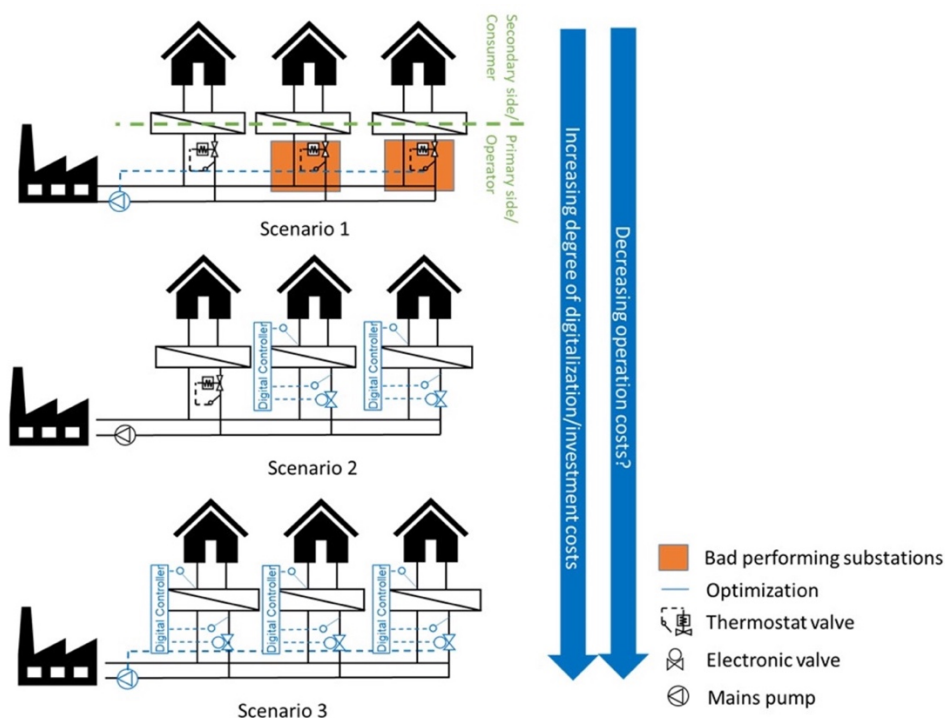 Secondary side/
Consumer
Primary side/
Operator
Scenario 1
Digital Controller
Digital Controller
Scenario 2
Digital Controller
Digital Controller
Digital Controller
Scenario 3
Increasing degree of digitalization/investment costs
Decreasing operation costs?
Bad performing substations
Optimization
Thermostat valve
Electronic valve
Mains pump